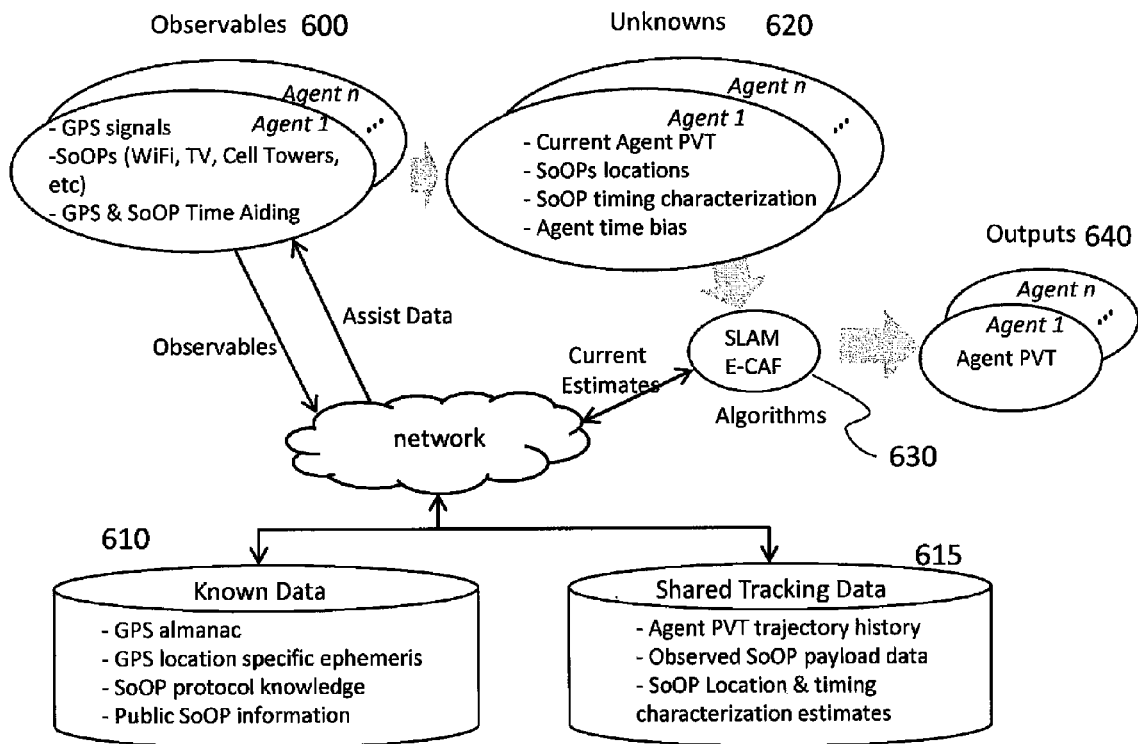 Observables 600
Agent n
Agent 1
...
- GPS signals
-SoOPs (WiFi, TV, Cell Towers,
etc)
- GPS & SoOP Time Aiding
Unknowns 620
Agent n
Agent 1
...
- Current Agent PVT
- SoOPs locations
- SoOP timing characterization
- Agent time bias
Outputs 640
Agent n
Agent 1
...
Agent PVT
Assist Data
Observables
Current
Estimates
SLAM
E-CAF
Algorithms
630
network
610
Known Data
- GPS almanac
- GPS location specific ephemeris
- SoOP protocol knowledge
- Public SoOP information
615
Shared Tracking Data
- Agent PVT trajectory history
- Observed SoOP payload data
- SoOP Location & timing
characterization estimates